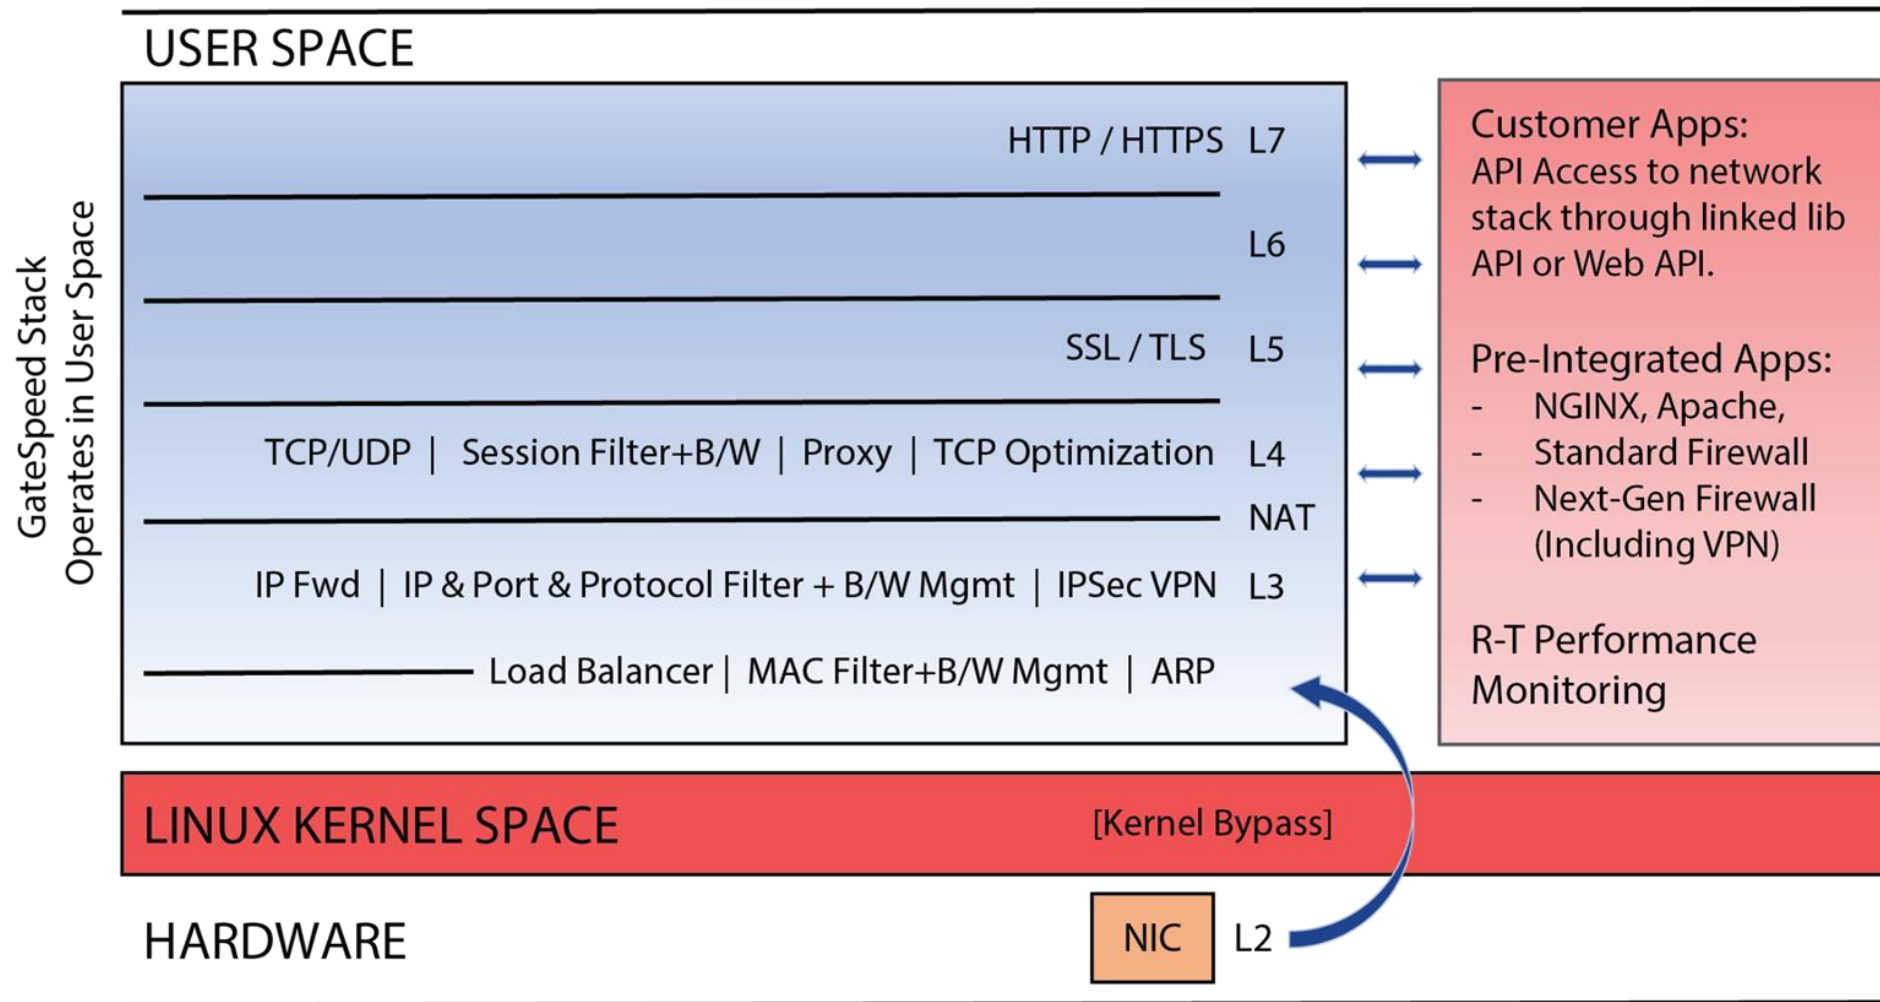 USER SPACE
GateSpeed Stack
Operates in User Space
HTTP / HTTPS L7
L6
SSL / TLS L5
TCP/UDP | Session Filter+B/W | Proxy | TCP Optimization L4
NAT
IP Fwd | IP & Port & Protocol Filter + B/W Mgmt | IPSec VPN L3
Load Balancer | MAC Filter+B/W Mgmt | ARP
Customer Apps:
API Access to network
stack through linked lib
API or Web API.
Pre-Integrated Apps:
- NGINX, Apache,
- Standard Firewall
- Next-Gen Firewall
(Including VPN)
R-T Performance
Monitoring
LINUX KERNEL SPACE [Kernel Bypass]
HARDWARE NIC L2